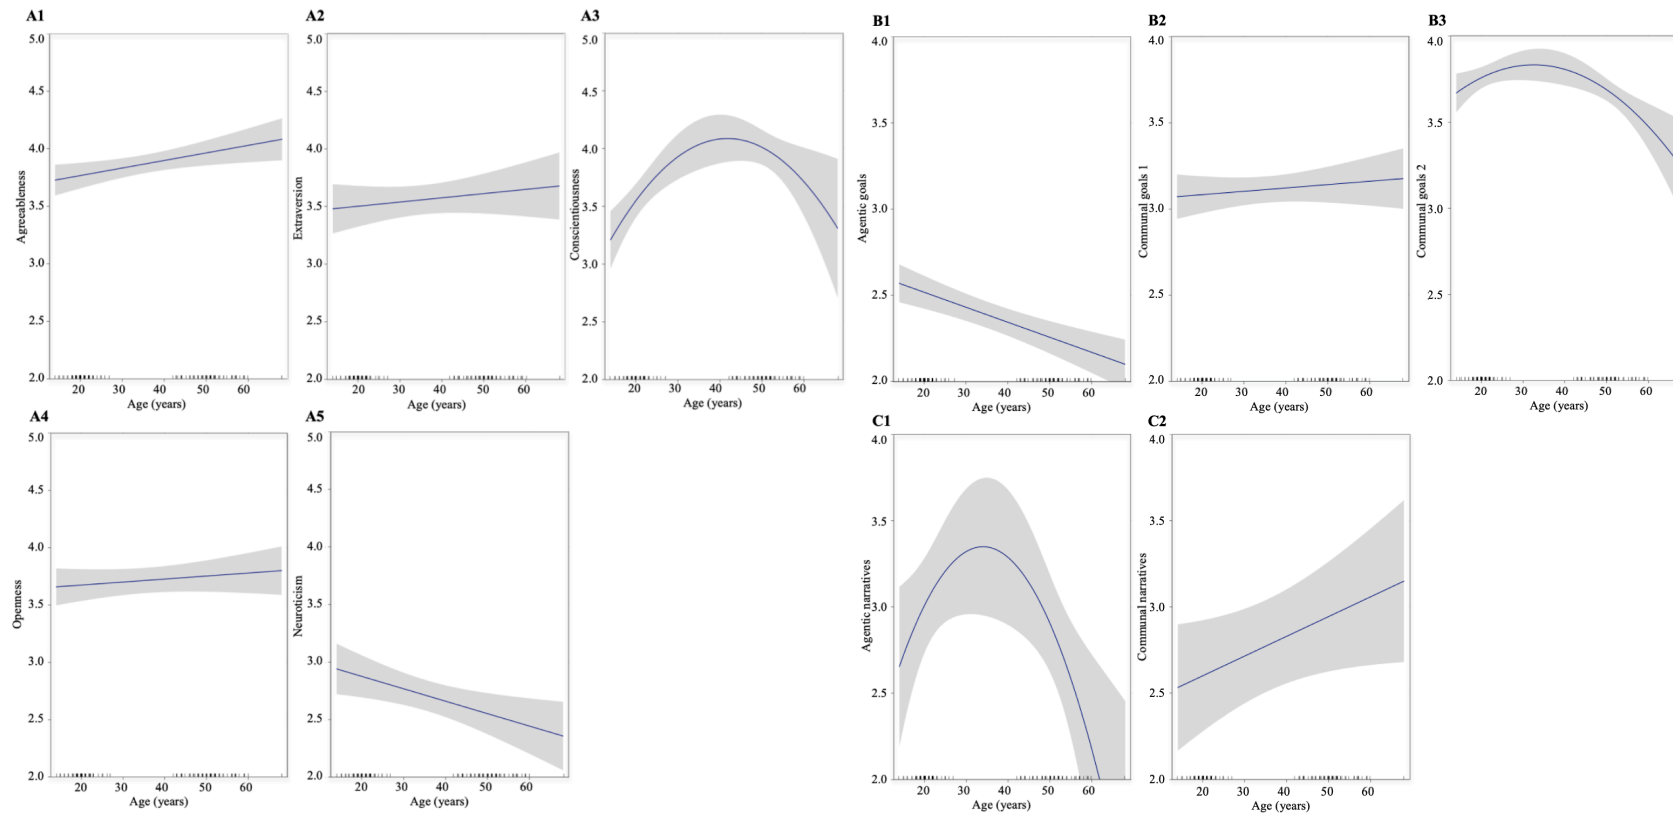 A1
5.0
4.5
4.0
3.5
3.0
2.5
2.0
Agreeableness
20 30 40 50 60
Age (years)
A2
5.0
4.5
4.0
3.5
3.0
2.5
2.0
Extraversion
20 30 40 50 60
Age (years)
A3
5.0
4.5
4.0
3.5
3.0
2.5
2.0
Conscientiousness
20 30 40 50 60
Age (years)
B1
4.0
3.5
3.0
2.5
2.0
Agentic goals
20 30 40 50 60
Age (years)
B2
4.0
3.5
3.0
2.5
2.0
Communal goals 1
20 30 40 50 60
Age (years)
B3
4.0
3.5
3.0
2.5
2.0
Communal goals 2
20 30 40 50 60
Age (years)
A4
5.0
4.5
4.0
3.5
3.0
2.5
2.0
Openness
20 30 40 50 60
Age (years)
A5
5.0
4.5
4.0
3.5
3.0
2.5
2.0
Neuroticism
20 30 40 50 60
Age (years)
C1
4.0
3.5
3.0
2.5
2.0
Agentic narratives
20 30 40 50 60
Age (years)
C2
4.0
3.5
3.0
2.5
2.0
Communal narratives
20 30 40 50 60
Age (years)